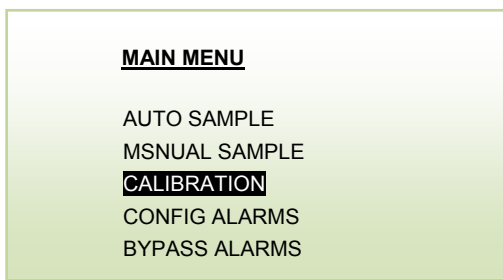 MAIN MENU
AUTO SAMPLE
MSNUAL SAMPLE
CALIBRATION
CONFIG ALARMS
BYPASS ALARMS